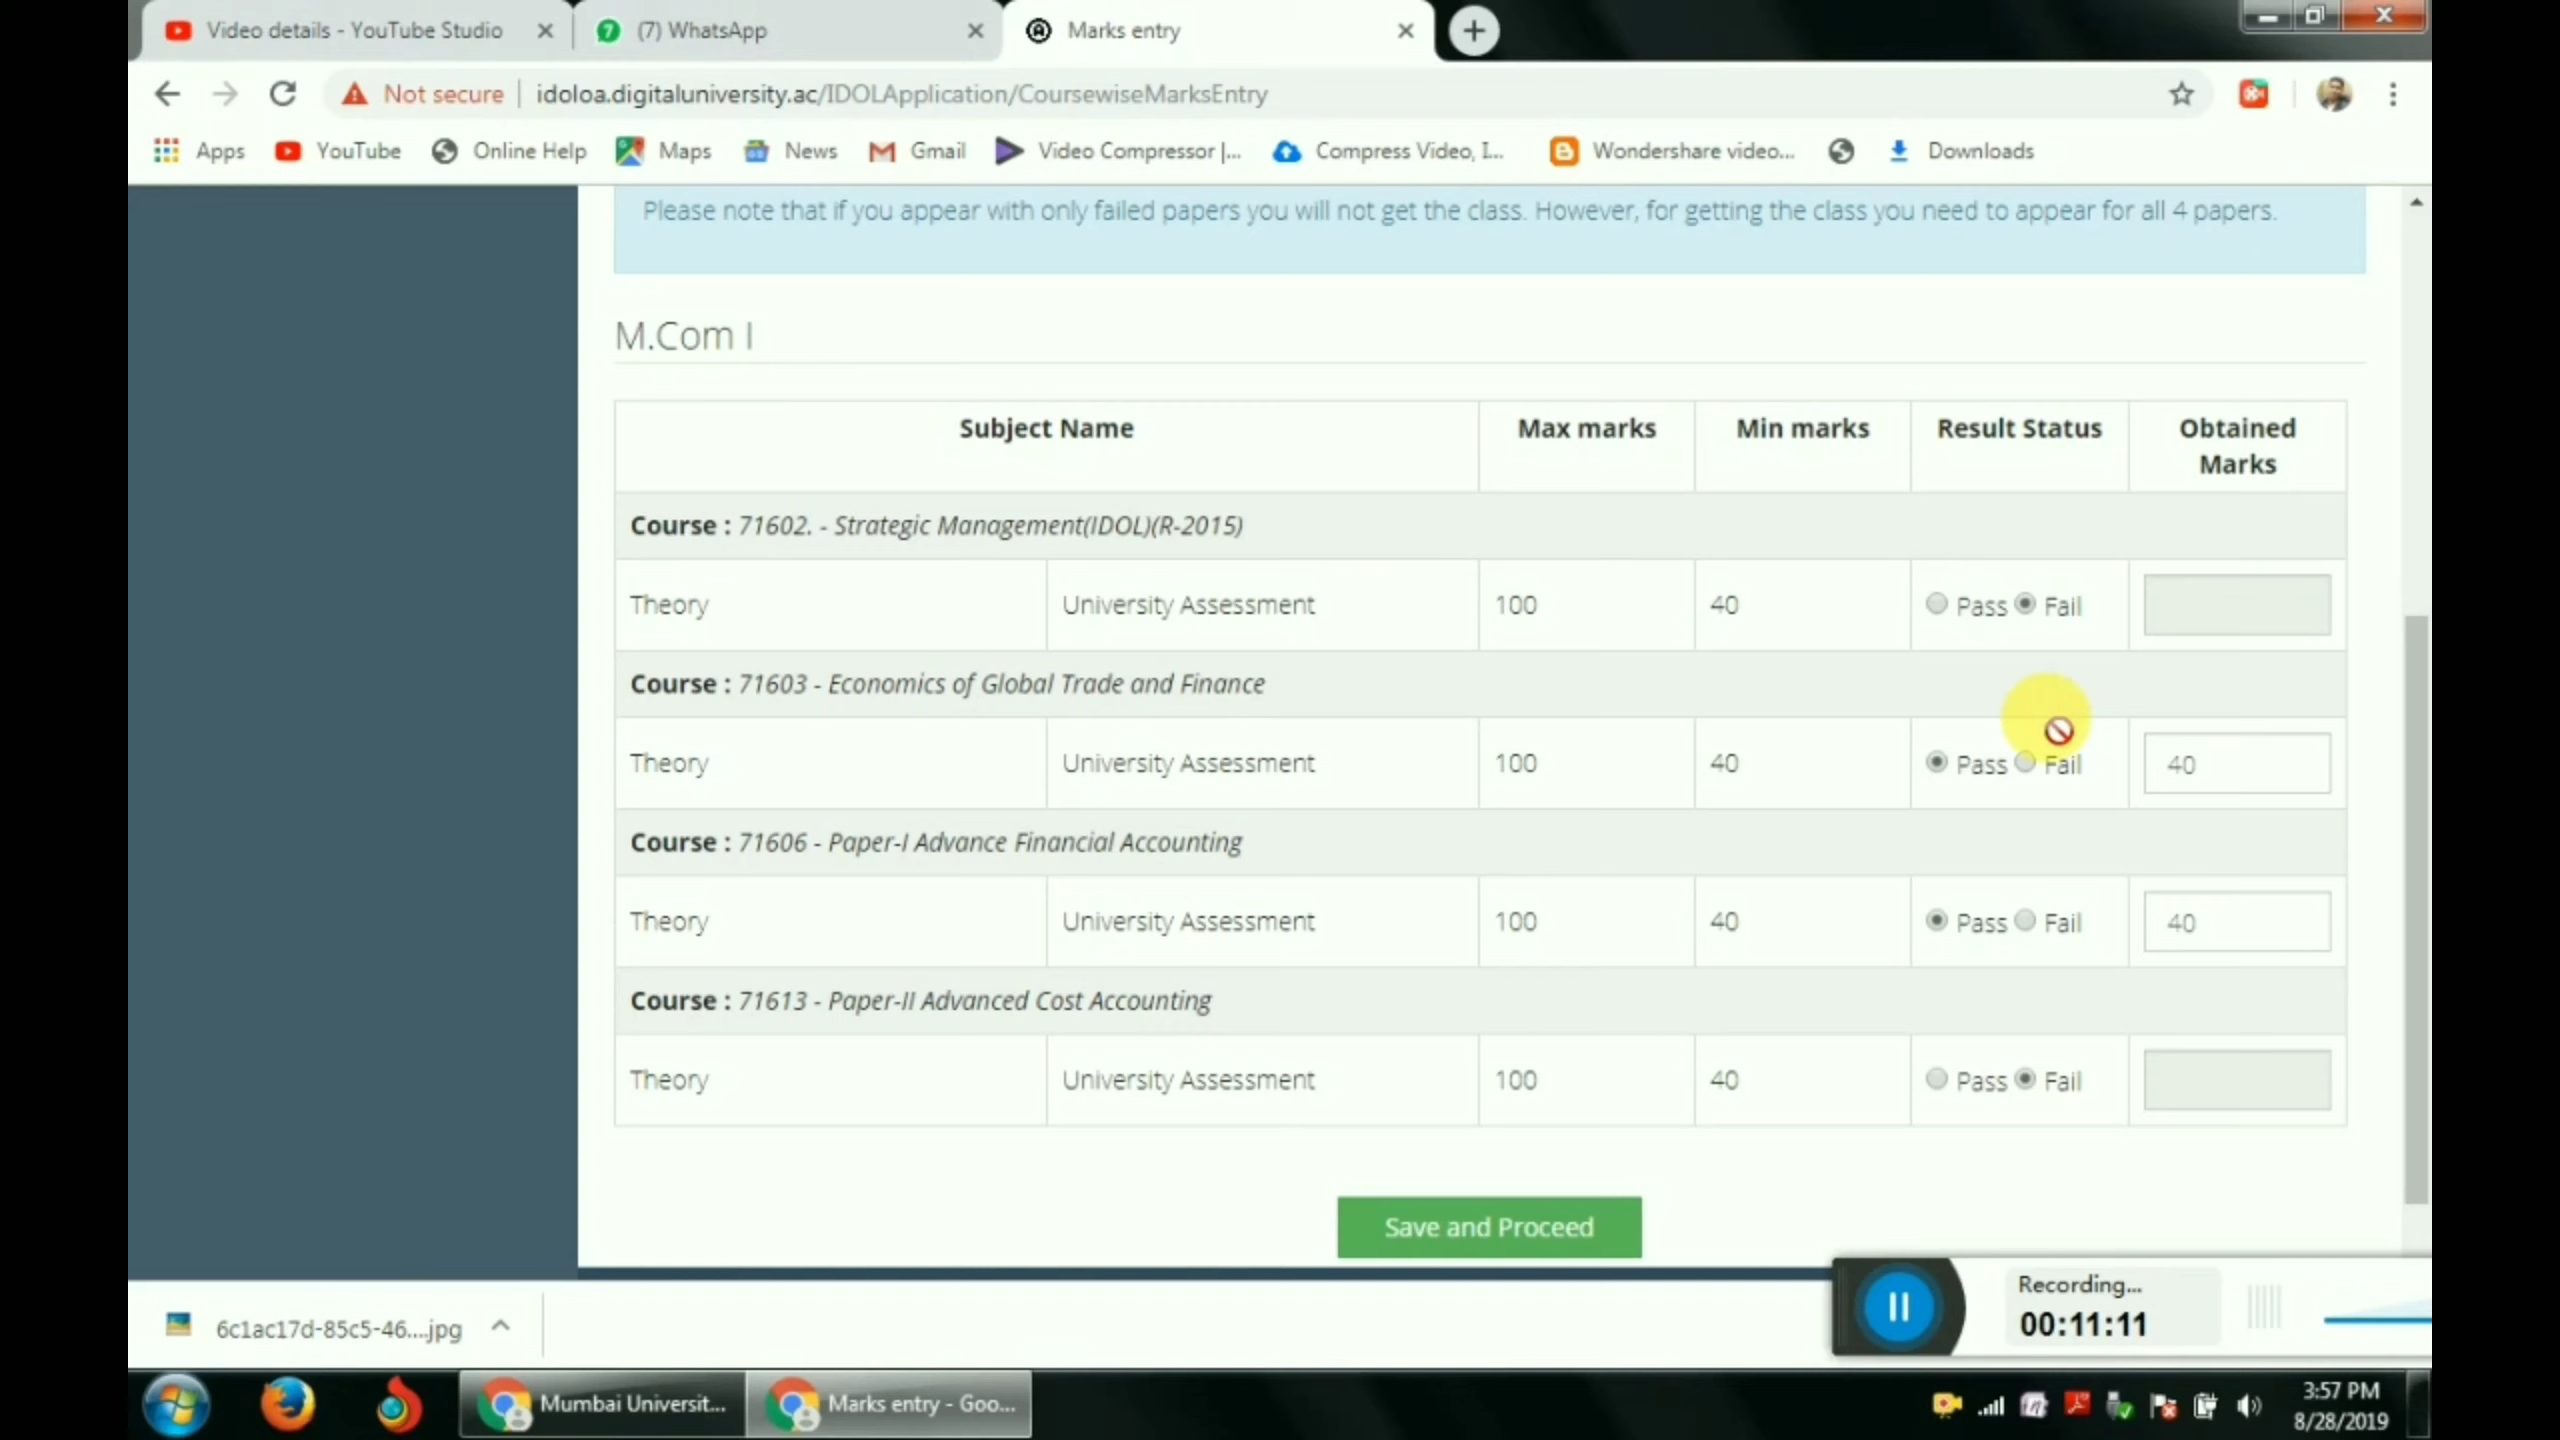 Video details - YouTube Studio
7 (7) WhatsApp
Marks entry
Not secure idoloa.digitaluniversity.ac/IDOLApplication/CoursewiseMarksEntry
Apps YouTube Online Help Maps News Gmail Video Compressor |... Compress Video, I... Wondershare video... Downloads
Please note that if you appear with only failed papers you will not get the class. However, for getting the class you need to appear for all 4 papers.
M.Com I
Subject Name Max marks Min marks Result Status Obtained Marks
Course : 71602. - Strategic Management(IDOL)(R-2015)
Theory University Assessment 100 40 Pass Fail
Course : 71603 - Economics of Global Trade and Finance
Theory University Assessment 100 40 Pass Fail 40
Course : 71606 - Paper-I Advance Financial Accounting
Theory University Assessment 100 40 Pass Fail 40
Course : 71613 - Paper-II Advanced Cost Accounting
Theory University Assessment 100 40 Pass Fail
Save and Proceed
Recording...
00:11:11
6c1ac17d-85c5-46....jpg
Mumbai Universit...
Marks entry - Goo...
3:57 PM
8/28/2019